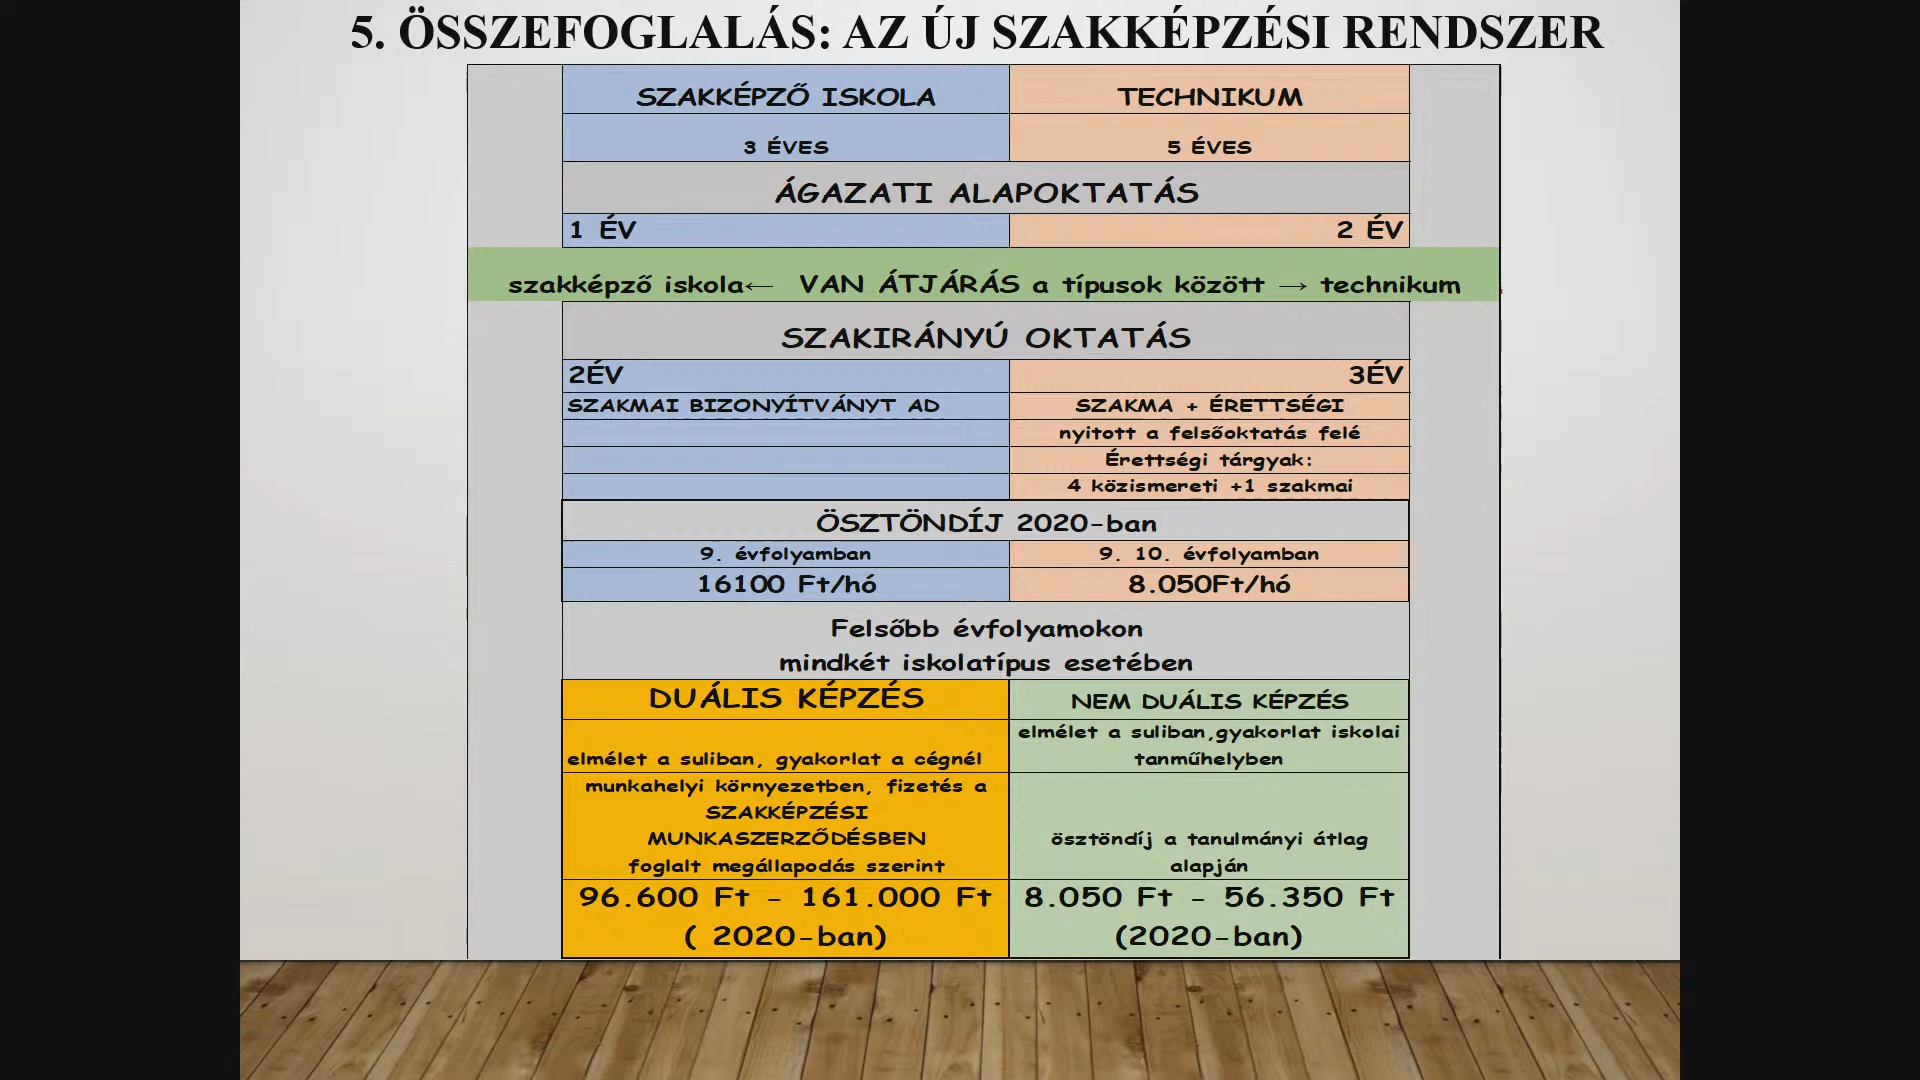 5. ÖSSZEFOGLALÁS: AZ ÚJ SZAKKÉPZÉSI RENDSZER
SZAKKÉPZŐ ISKOLA
TECHNIKUM
3 ÉVES
5 ÉVES
ÁGAZATI ALAPOKTATÁS
1 ÉV
2 ÉV
szakképző iskola← VAN ÁTJÁRÁS a típusok között → technikum
SZAKIRÁNYÚ OKTATÁS
2ÉV
3ÉV
SZAKMAI BIZONYÍTVÁNYT AD
SZAKMA + ÉRETTSÉGI
nyitott a felsőoktatás felé
Érettségi tárgyak:
4 közismereti +1 szakmai
ÖSZTÖNDÍJ 2020-ban
9. évfolyamban
9. 10. évfolyamban
16100 Ft/hó
8.050Ft/hó
Felsőbb évfolyamokon
mindkét iskolatípus esetében
DUÁLIS KÉPZÉS
NEM DUÁLIS KÉPZÉS
elmélet a suliban, gyakorlat a cégnél
elmélet a suliban,gyakorlat iskolai
tanműhelyben
munkahelyi környezetben, fizetés a
SZAKKÉPZÉSI
MUNKASZERZŐDÉSBEN
foglalt megállapodás szerint
ösztöndíj a tanulmányi átlag
alapján
96.600 Ft - 161.000 Ft
( 2020-ban)
8.050 Ft - 56.350 Ft
(2020-ban)